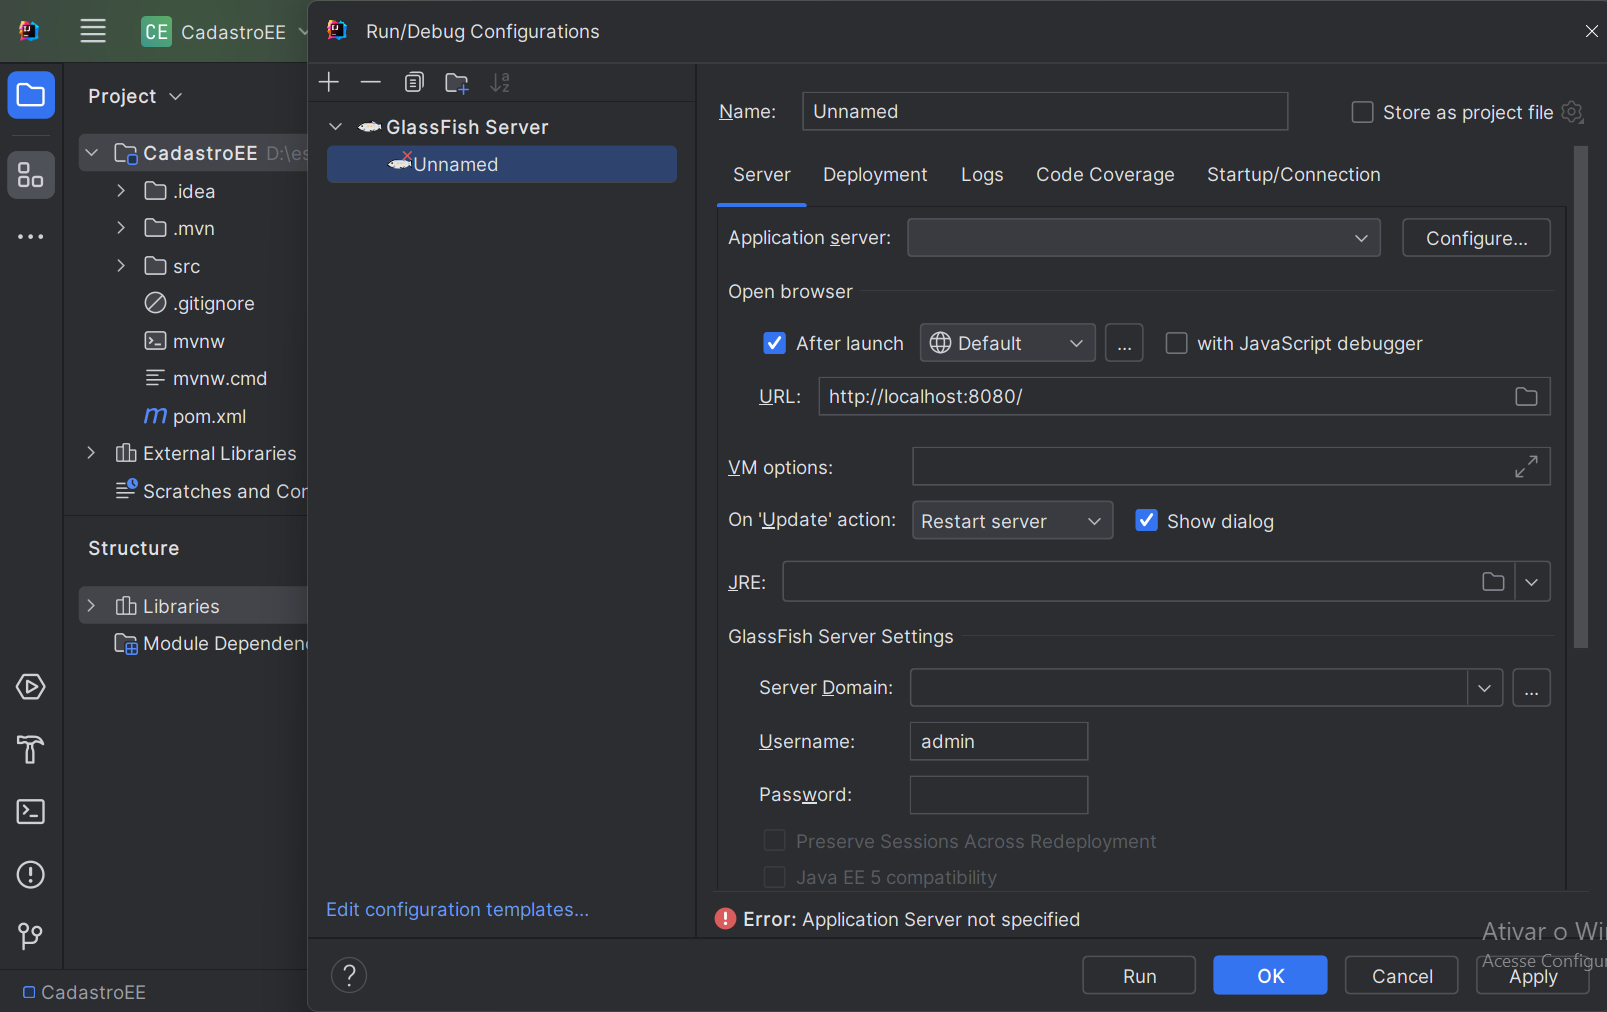 CE CadastroEE
Run/Debug Configurations
Project
CadastroEE D:\es
.idea
.mvn
src
.gitignore
mvnw
mvnw.cmd
m pom.xml
External Libraries
Scratches and Con
Structure
Libraries
Module Dependenc
CadastroEE
GlassFish Server
Unnamed
Edit configuration templates...
?
Name: Unnamed
Store as project file
Server Deployment Logs Code Coverage Startup/Connection
Application server: Configure...
Open browser
After launch Default ... with JavaScript debugger
URL: http://localhost:8080/
VM options:
On 'Update' action: Restart server Show dialog
JRE:
GlassFish Server Settings
Server Domain: ...
Username: admin
Password:
Preserve Sessions Across Redeployment
Java EE 5 compatibility
Error: Application Server not specified
Ativar o Wi
Acesse Configur
Run OK Cancel Apply